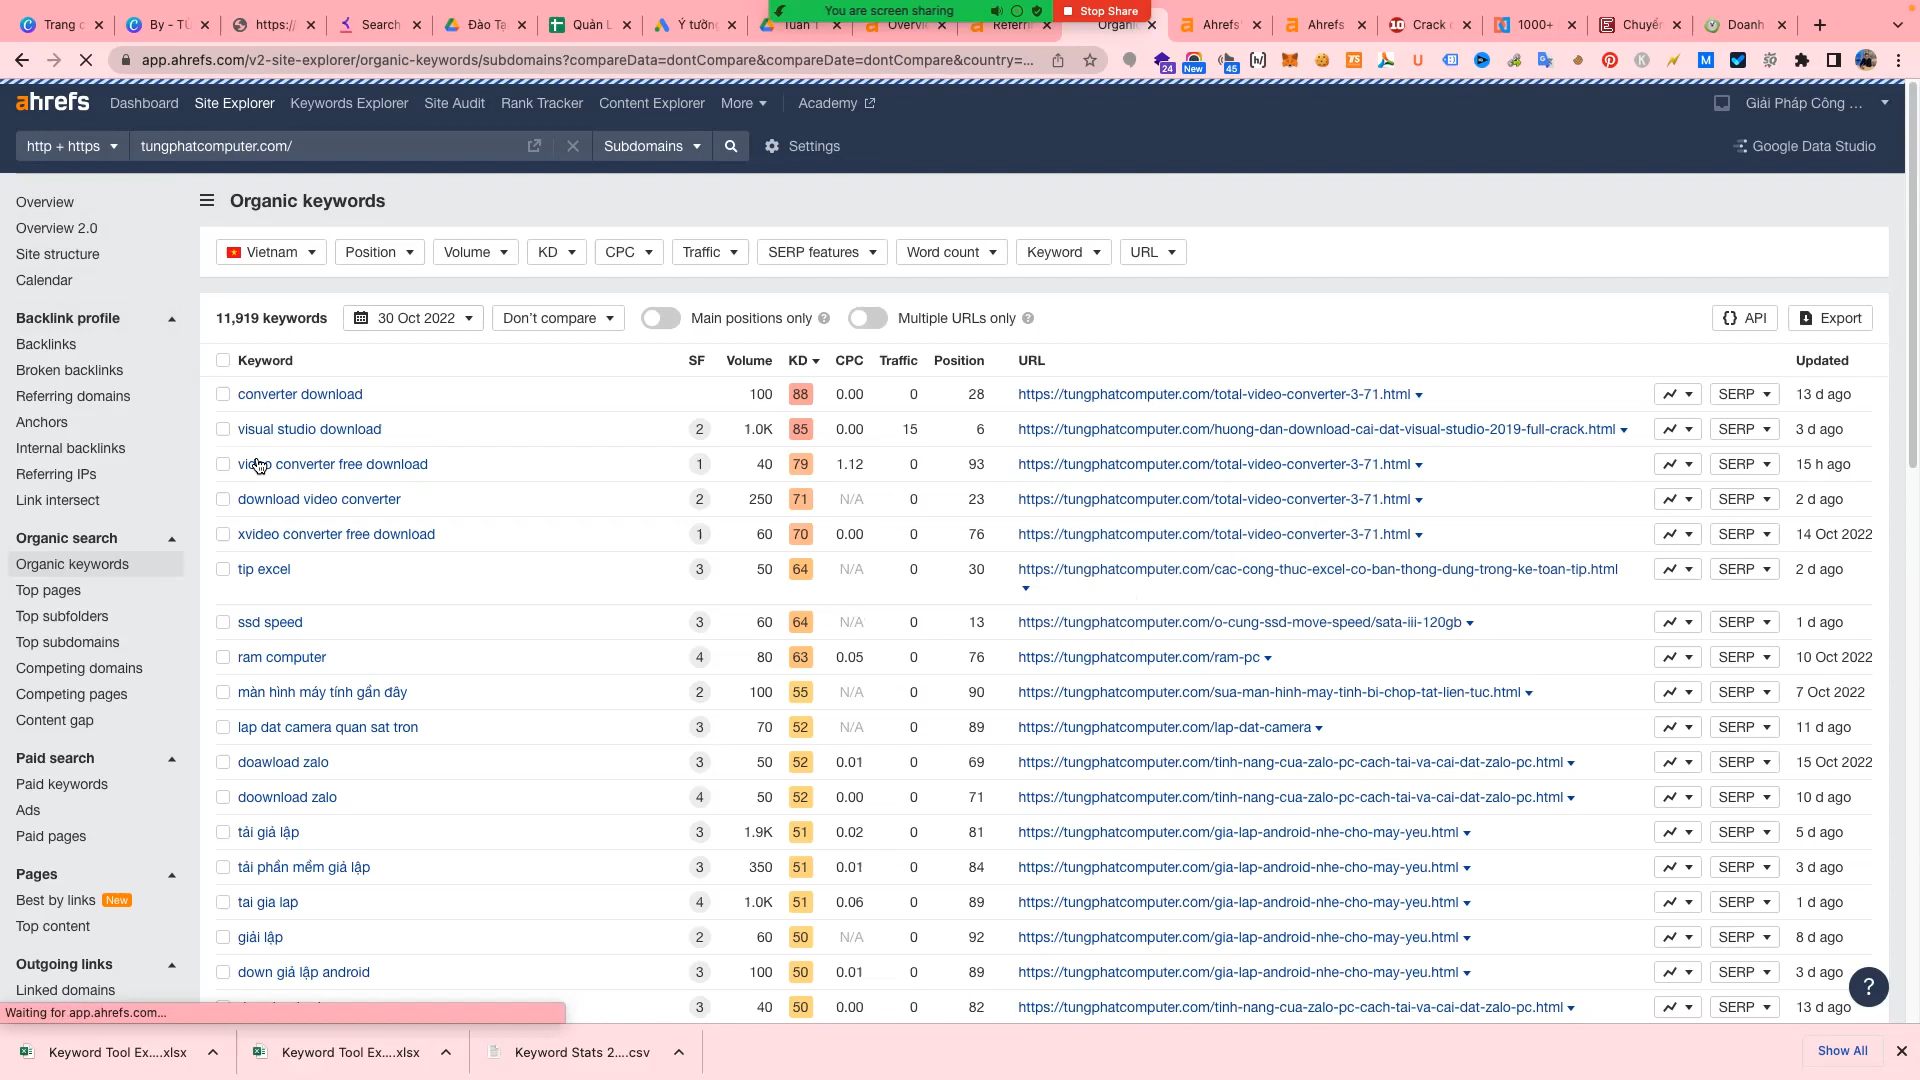 Trang c
By - TÙ
https:/
Search
Đào Tạ
Quản L
Ý tưởng
Tuần 1
Overvi
Referri
Organi
Ahrefs'
Ahrefs
Crack
1000+
Chuyể
Doanh
You are screen sharing
Stop Share
app.ahrefs.com/v2-site-explorer/organic-keywords/subdomains?compareData=dontCompare&compareDate=dontCompare&country=...
24
New
45
ahrefs
Dashboard
Site Explorer
Keywords Explorer
Site Audit
Rank Tracker
Content Explorer
More
Academy
Giải Pháp Công ...
http + https
tungphatcomputer.com/
Subdomains
Settings
Google Data Studio
Overview
Overview 2.0
Site structure
Calendar
Backlink profile
Backlinks
Broken backlinks
Referring domains
Anchors
Internal backlinks
Referring IPs
Link intersect
Organic search
Organic keywords
Top pages
Top subfolders
Top subdomains
Competing domains
Competing pages
Content gap
Paid search
Paid keywords
Ads
Paid pages
Pages
Best by links New
Top content
Outgoing links
Linked domains
Organic keywords
Vietnam Position Volume KD CPC Traffic SERP features Word count Keyword URL
11,919 keywords 30 Oct 2022 Don't compare Main positions only Multiple URLs only API Export
Keyword SF Volume KD CPC Traffic Position URL Updated
converter download 100 88 0.00 0 28 https://tungphatcomputer.com/total-video-converter-3-71.html SERP 13 d ago
visual studio download 2 1.0K 85 0.00 15 6 https://tungphatcomputer.com/huong-dan-download-cai-dat-visual-studio-2019-full-crack.html SERP 3 d ago
video converter free download 1 40 79 1.12 0 93 https://tungphatcomputer.com/total-video-converter-3-71.html SERP 15 h ago
download video converter 2 250 71 N/A 0 23 https://tungphatcomputer.com/total-video-converter-3-71.html SERP 2 d ago
xvideo converter free download 1 60 70 0.00 0 76 https://tungphatcomputer.com/total-video-converter-3-71.html SERP 14 Oct 2022
tip excel 3 50 64 N/A 0 30 https://tungphatcomputer.com/cac-cong-thuc-excel-co-ban-thong-dung-trong-ke-toan-tip.html SERP 2 d ago
ssd speed 3 60 64 N/A 0 13 https://tungphatcomputer.com/o-cung-ssd-move-speed/sata-iii-120gb SERP 1 d ago
ram computer 4 80 63 0.05 0 76 https://tungphatcomputer.com/ram-pc SERP 10 Oct 2022
màn hình máy tính gần đây 2 100 55 N/A 0 90 https://tungphatcomputer.com/sua-man-hinh-may-tinh-bi-chop-tat-lien-tuc.html SERP 7 Oct 2022
lap dat camera quan sat tron 3 70 52 N/A 0 89 https://tungphatcomputer.com/lap-dat-camera SERP 11 d ago
doawload zalo 3 50 52 0.01 0 69 https://tungphatcomputer.com/tinh-nang-cua-zalo-pc-cach-tai-va-cai-dat-zalo-pc.html SERP 15 Oct 2022
doownload zalo 4 50 52 0.00 0 71 https://tungphatcomputer.com/tinh-nang-cua-zalo-pc-cach-tai-va-cai-dat-zalo-pc.html SERP 10 d ago
tải giả lập 3 1.9K 51 0.02 0 81 https://tungphatcomputer.com/gia-lap-android-nhe-cho-may-yeu.html SERP 5 d ago
tải phần mềm giả lập 3 350 51 0.01 0 84 https://tungphatcomputer.com/gia-lap-android-nhe-cho-may-yeu.html SERP 3 d ago
tai gia lap 4 1.0K 51 0.06 0 89 https://tungphatcomputer.com/gia-lap-android-nhe-cho-may-yeu.html SERP 1 d ago
giải lập 2 60 50 N/A 0 92 https://tungphatcomputer.com/gia-lap-android-nhe-cho-may-yeu.html SERP 8 d ago
down giả lập android 3 100 50 0.01 0 89 https://tungphatcomputer.com/gia-lap-android-nhe-cho-may-yeu.html SERP 3 d ago
3 40 50 0.00 0 82 https://tungphatcomputer.com/tinh-nang-cua-zalo-pc-cach-tai-va-cai-dat-zalo-pc.html SERP 13 d ago
?
Waiting for app.ahrefs.com...
Keyword Tool Ex....xlsx
Keyword Tool Ex....xlsx
Keyword Stats 2....csv
Show All